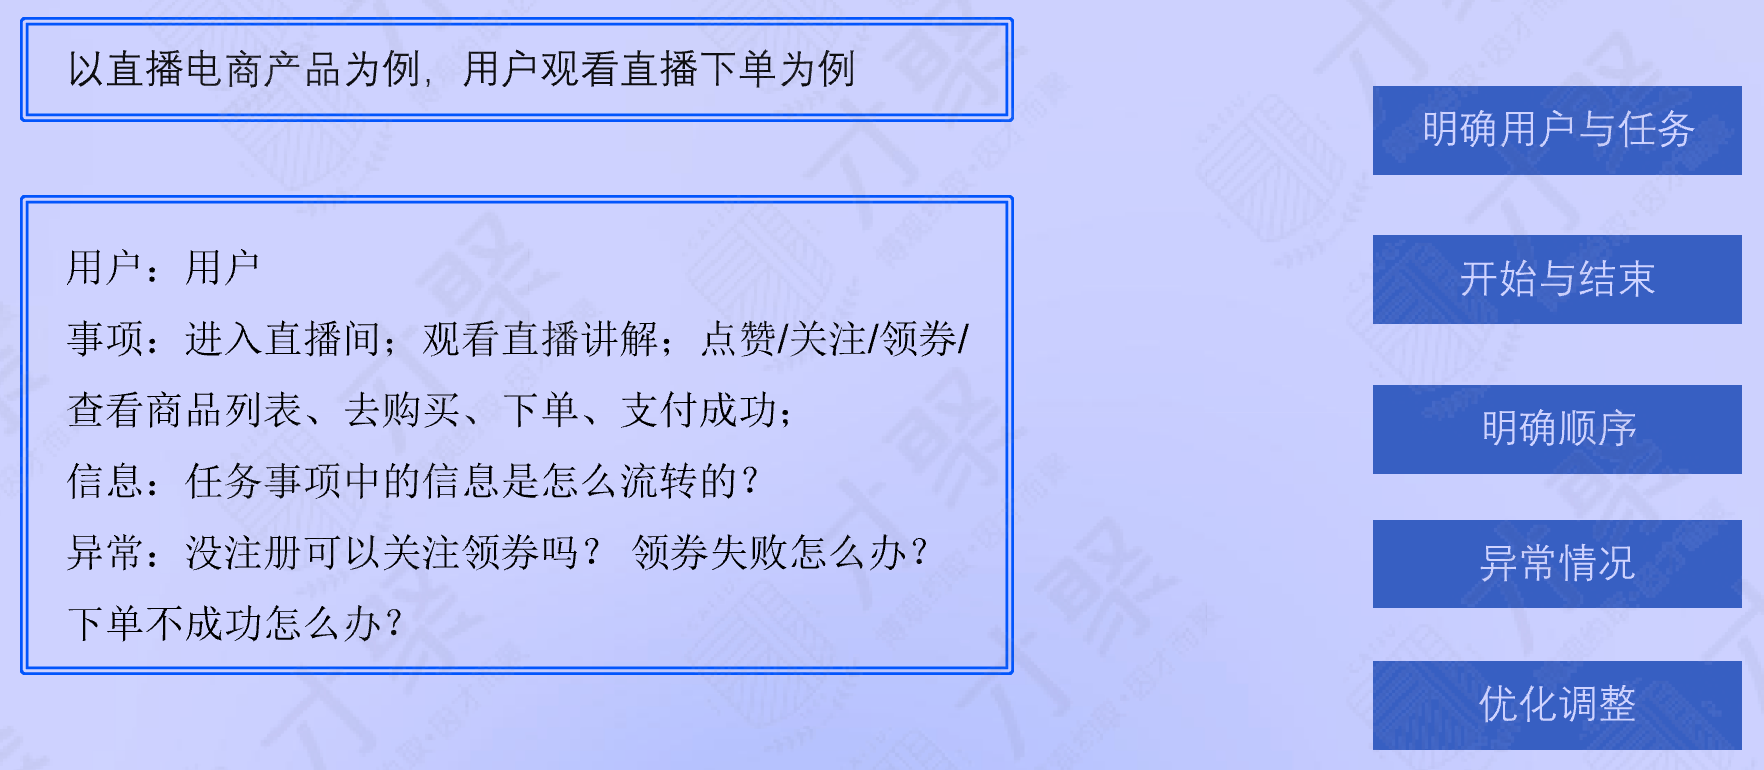 以直播电商产品为例，用户观看直播下单为例
用户：用户
事项：进入直播间；观看直播讲解；点赞/关注/领券/
查看商品列表、去购买、下单、支付成功；
信息：任务事项中的信息是怎么流转的？
异常：没注册可以关注领券吗？ 领券失败怎么办？
下单不成功怎么办？
明确用户与任务
开始与结束
明确顺序
异常情况
优化调整